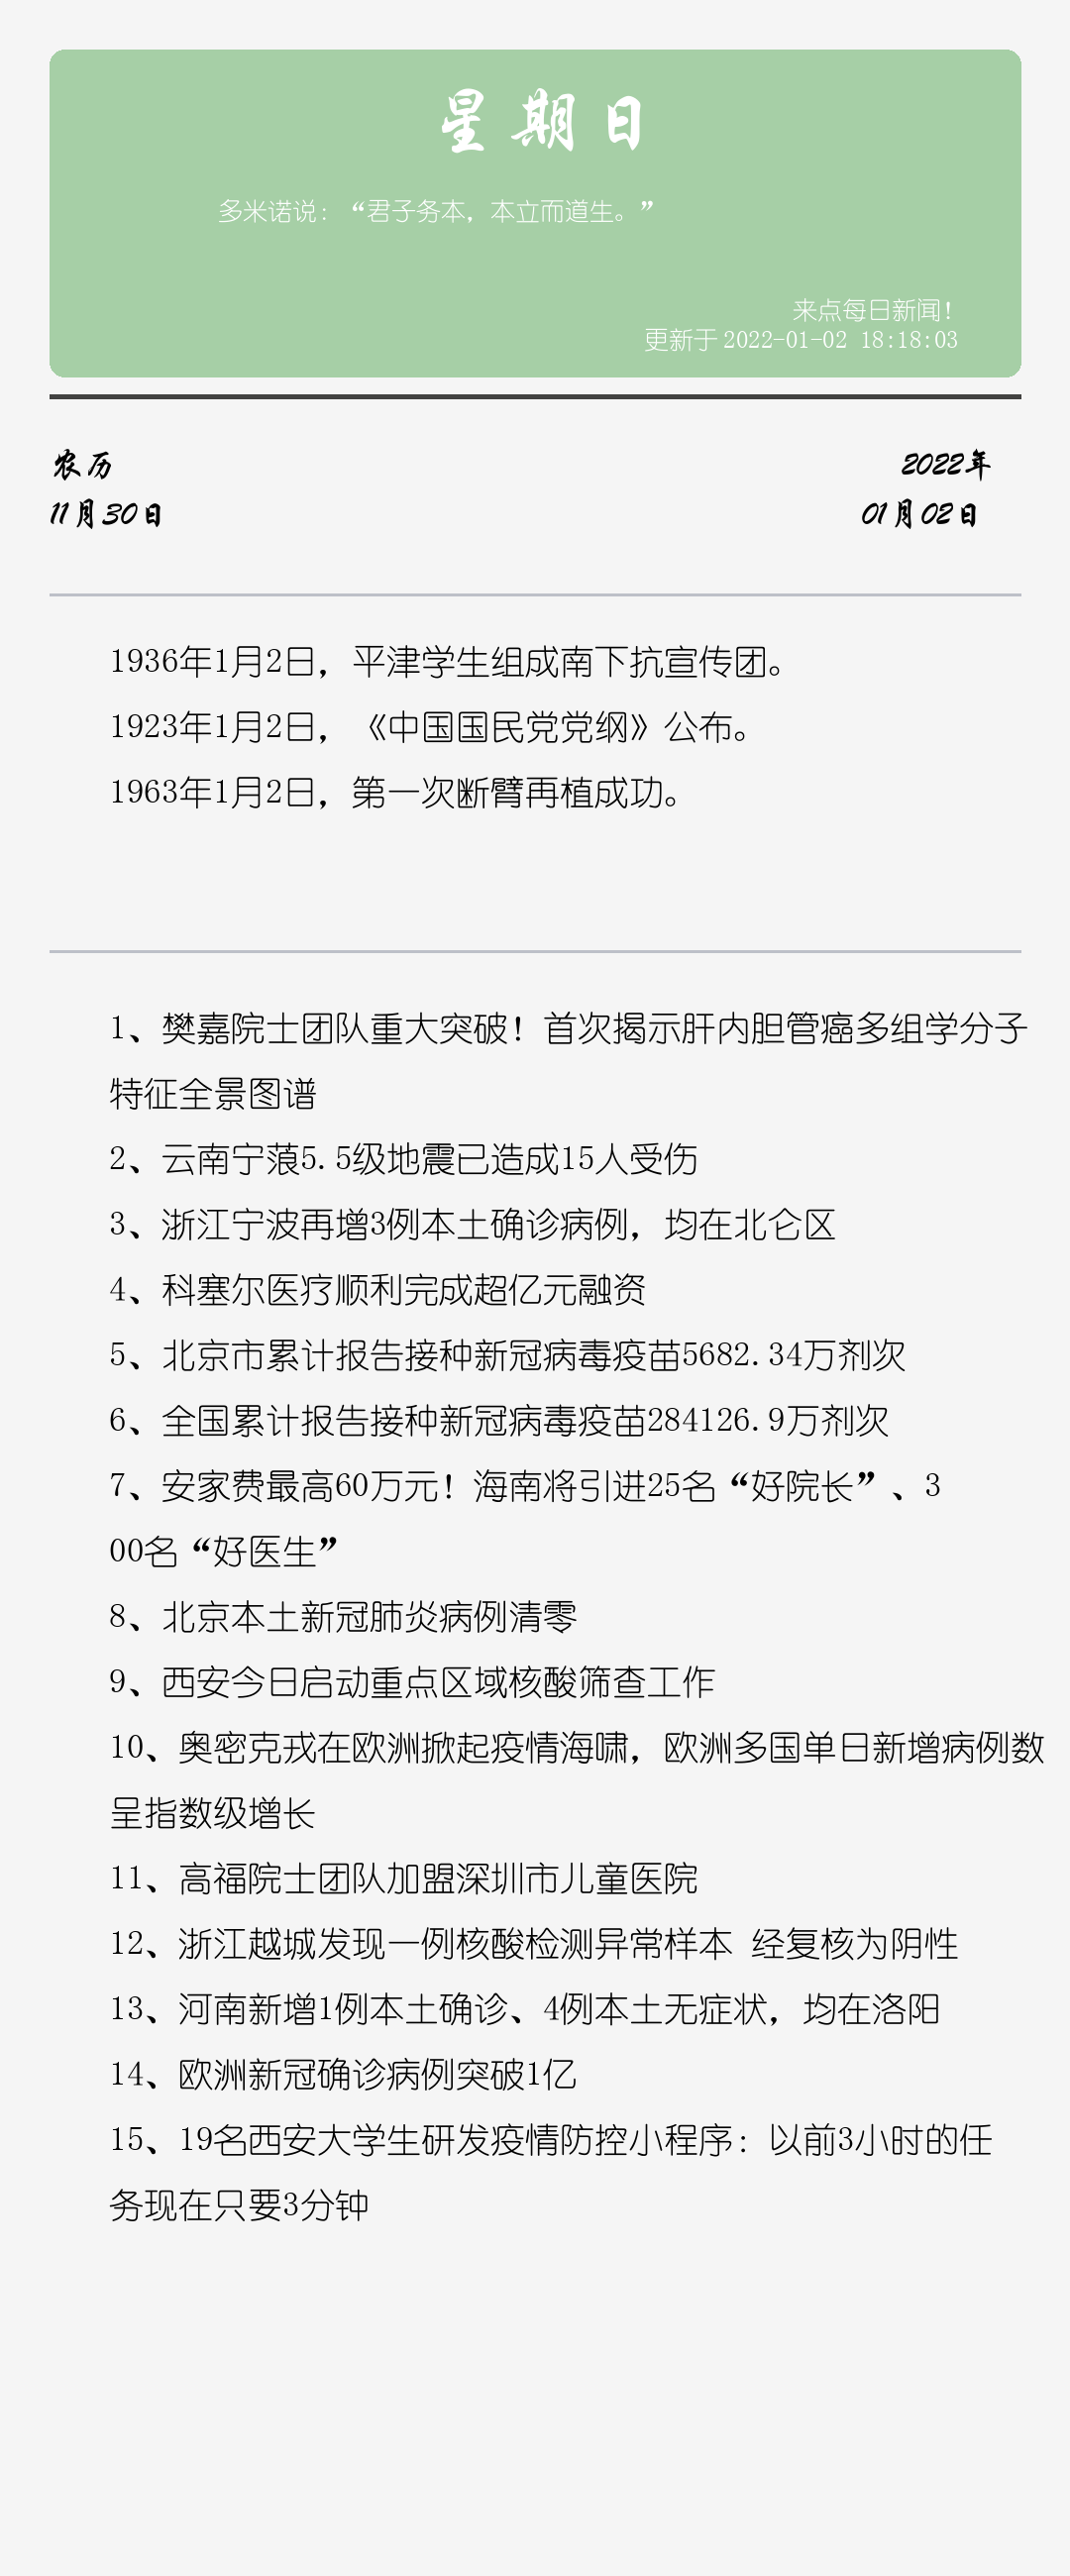 星期日
多米诺说：“君子务本，本立而道生。”
来点每日新闻！
更新于 2022-01-02 18:18:03
农历
2022年
11月30日
01月02日
1936年1月2日，平津学生组成南下抗宣传团。
1923年1月2日，《中国国民党党纲》公布。
1963年1月2日，第一次断臂再植成功。
1、樊嘉院士团队重大突破！首次揭示肝内胆管癌多组学分子
特征全景图谱
2、云南宁蒗5.5级地震已造成15人受伤
3、浙江宁波再增3例本土确诊病例，均在北仑区
4、科塞尔医疗顺利完成超亿元融资
5、北京市累计报告接种新冠病毒疫苗5682.34万剂次
6、全国累计报告接种新冠病毒疫苗284126.9万剂次
7、安家费最高60万元！海南将引进25名“好院长”、3
00名“好医生”
8、北京本土新冠肺炎病例清零
9、西安今日启动重点区域核酸筛查工作
10、奥密克戎在欧洲掀起疫情海啸，欧洲多国单日新增病例数
呈指数级增长
11、高福院士团队加盟深圳市儿童医院
12、浙江越城发现一例核酸检测异常样本 经复核为阴性
13、河南新增1例本土确诊、4例本土无症状，均在洛阳
14、欧洲新冠确诊病例突破1亿
15、19名西安大学生研发疫情防控小程序：以前3小时的任
务现在只要3分钟